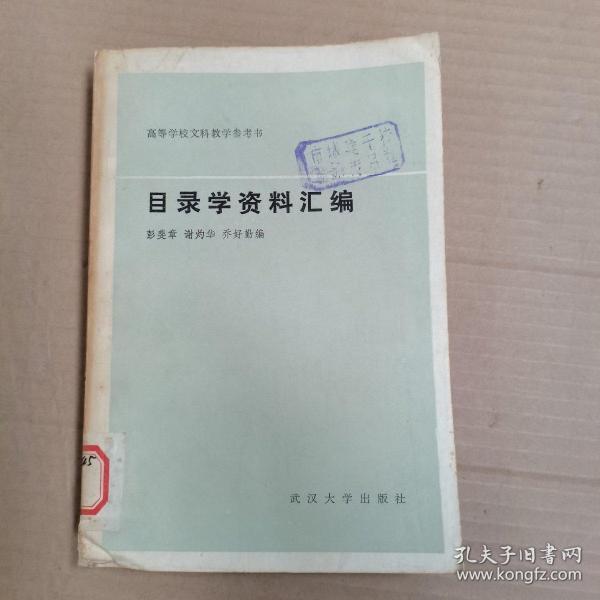 高等学校文科教学参考书
目录学资料汇编
彭斐章 谢灼华 乔好勤编
武汉大学出版社
45
孔夫子旧书网
www.kongfz.com